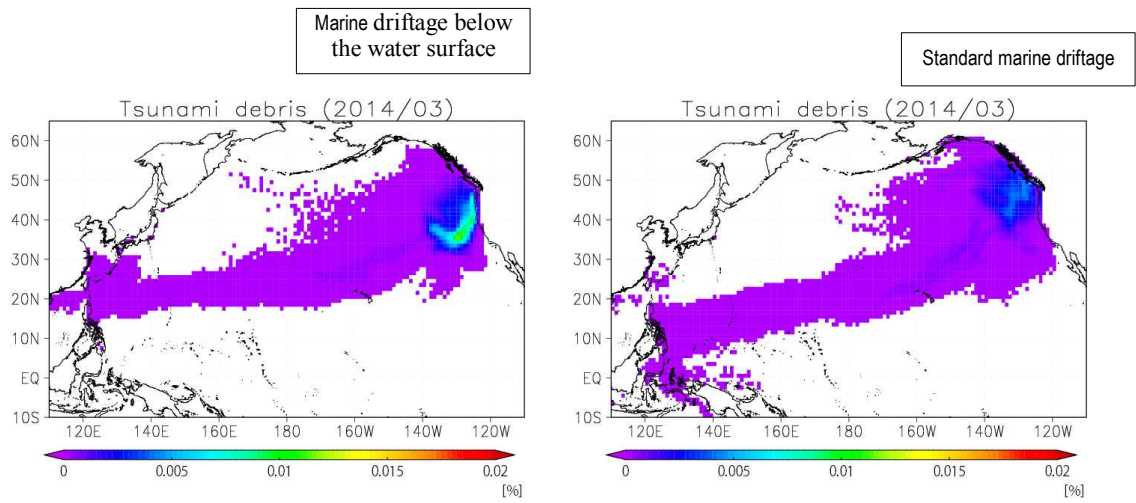 Marine driftage below
the water surface
Standard marine driftage
Tsunami debris (2014/03)
60N
50N
40N
30N
20N
10N
EQ
10S
120E 140E 160E 180E 160W 140W 120W
0 0.005 0.01 0.015 0.02
[%]
Tsunami debris (2014/03)
60N
50N
40N
30N
20N
10N
EQ
10S
120E 140E 160E 180E 160W 140W 120W
0 0.005 0.01 0.015 0.02
[%]